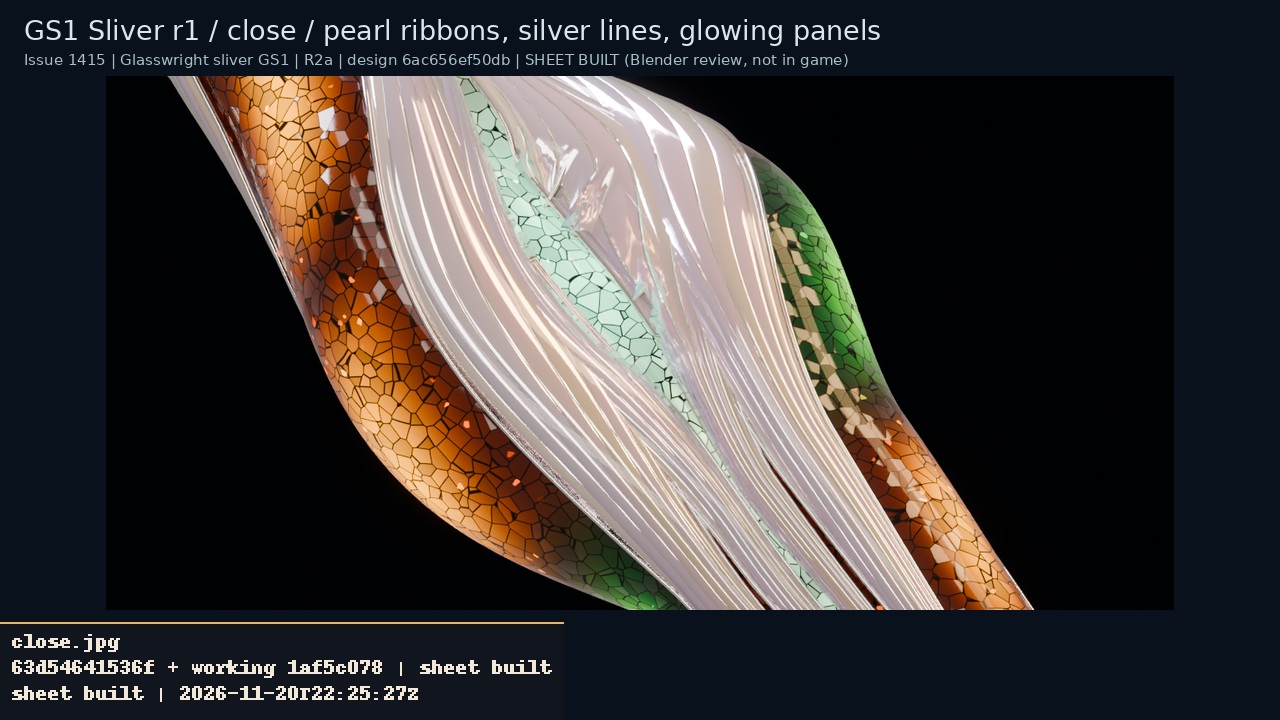 GS1 Sliver r1 / close / pearl ribbons, silver lines, glowing panels
Issue 1415 | Glasswright sliver GS1 | R2a | design 6ac656ef50db | SHEET BUILT (Blender review, not in game)
close.jpg
63d54641536f + working 1af5c078 | sheet built
sheet built | 2026-11-20T22:25:27Z